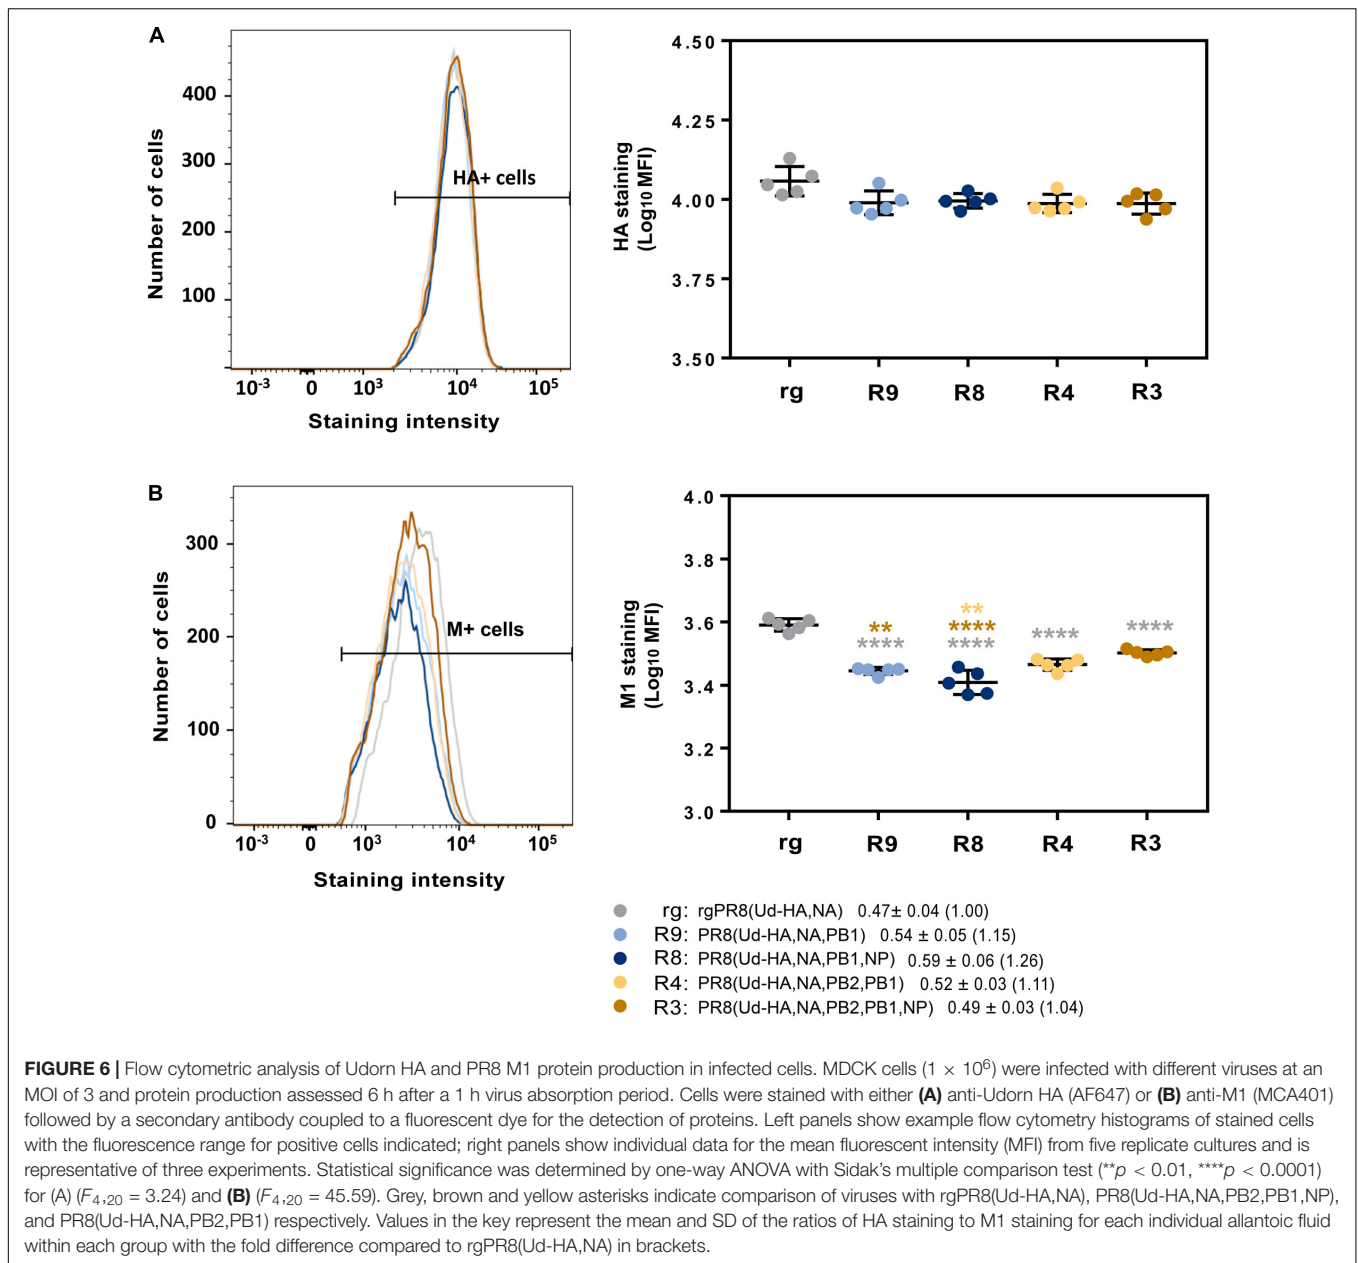 A
Number of cells
400
300
200
100
HA+ cells
10-3 0 10³ 10⁴ 10⁵
Staining intensity
HA staining
(Log10 MFI)
4.50
4.25
4.00
3.75
3.50
rg R9 R8 R4 R3
B
Number of cells
300
200
100
0
M+ cells
10-3 0 10³ 10⁴ 10⁵
Staining intensity
M1 staining
(Log10 MFI)
4.0
3.8
3.6
3.4
3.2
3.0
**
** **** **** ****
**** ****
rg R9 R8 R4 R3
rg: rgPR8(Ud-HA,NA) 0.47± 0.04 (1.00)
R9: PR8(Ud-HA,NA,PB1) 0.54 ± 0.05 (1.15)
R8: PR8(Ud-HA,NA,PB1,NP) 0.59 ± 0.06 (1.26)
R4: PR8(Ud-HA,NA,PB2,PB1) 0.52 ± 0.03 (1.11)
R3: PR8(Ud-HA,NA,PB2,PB1,NP) 0.49 ± 0.03 (1.04)
FIGURE 6 | Flow cytometric analysis of Udorn HA and PR8 M1 protein production in infected cells. MDCK cells (1 × 10⁶) were infected with different viruses at an
MOI of 3 and protein production assessed 6 h after a 1 h virus absorption period. Cells were stained with either (A) anti-Udorn HA (AF647) or (B) anti-M1 (MCA401)
followed by a secondary antibody coupled to a fluorescent dye for the detection of proteins. Left panels show example flow cytometry histograms of stained cells
with the fluorescence range for positive cells indicated; right panels show individual data for the mean fluorescent intensity (MFI) from five replicate cultures and is
representative of three experiments. Statistical significance was determined by one-way ANOVA with Sidak's multiple comparison test (**p < 0.01, ****p < 0.0001)
for (A) (F4,20 = 3.24) and (B) (F4,20 = 45.59). Grey, brown and yellow asterisks indicate comparison of viruses with rgPR8(Ud-HA,NA), PR8(Ud-HA,NA,PB2,PB1,NP),
and PR8(Ud-HA,NA,PB2,PB1) respectively. Values in the key represent the mean and SD of the ratios of HA staining to M1 staining for each individual allantoic fluid
within each group with the fold difference compared to rgPR8(Ud-HA,NA) in brackets.